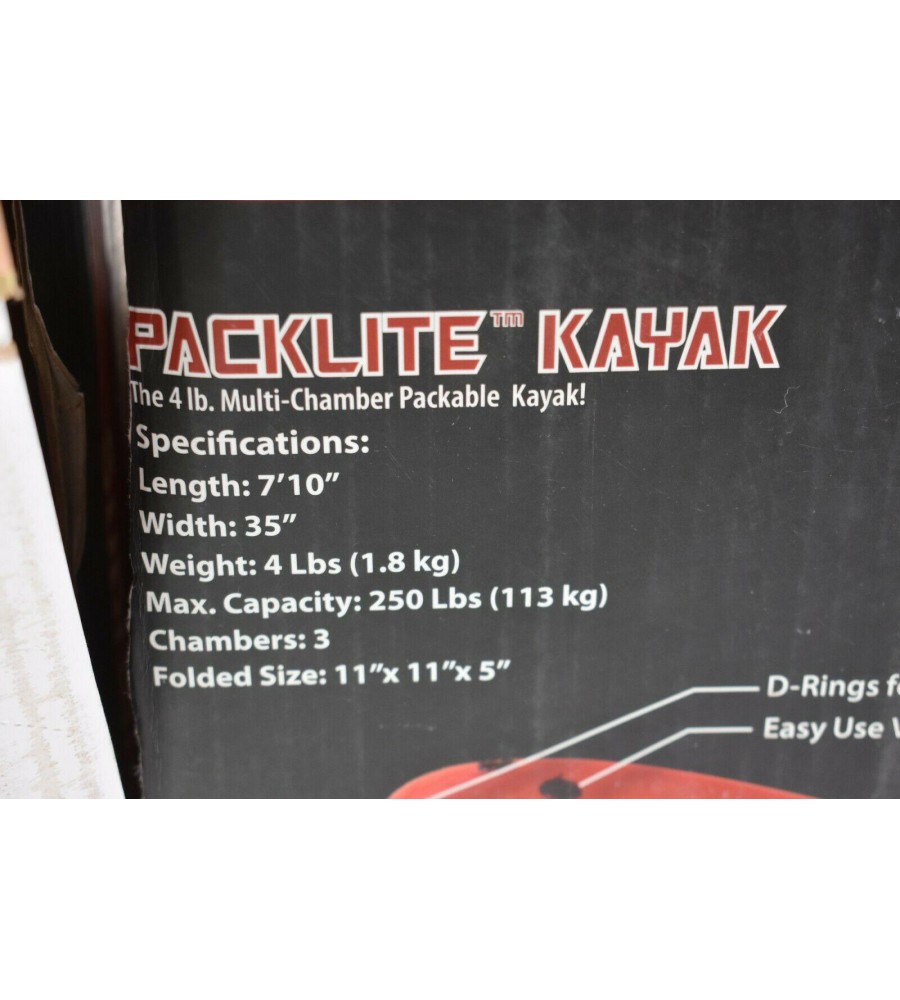 PACKLITE™ KAYAK
The 4 lb. Multi-Chamber Packable Kayak!
Specifications:
Length: 7’10”
Width: 35”
Weight: 4 Lbs (1.8 kg)
Max. Capacity: 250 Lbs (113 kg)
Chambers: 3
Folded Size: 11”x 11”x 5”
D-Rings f
Easy Use